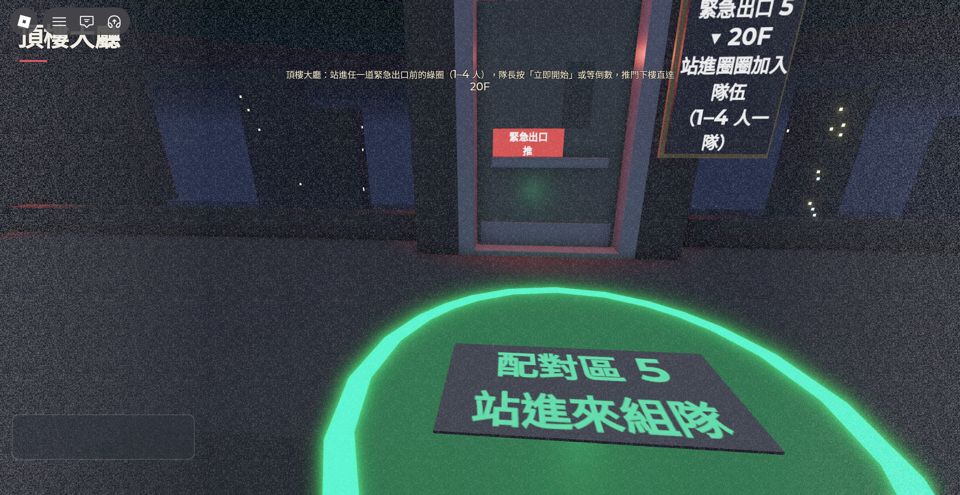 頂樓大廳
頂樓大廳：站進任一道緊急出口前的綠圈（1–4 人），隊長按「立即開始」或等倒數，推門下樓直達
20F
緊急出口 5
▼ 20F
站進圈圈加入
隊伍
（1–4 人一
隊）
緊急出口
推
配對區 5
站進來組隊